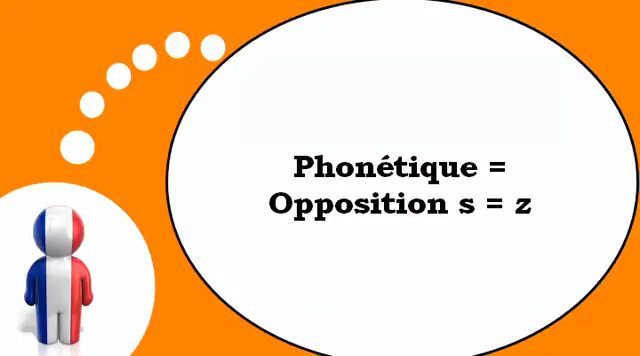 Phonétique =
Opposition s = z